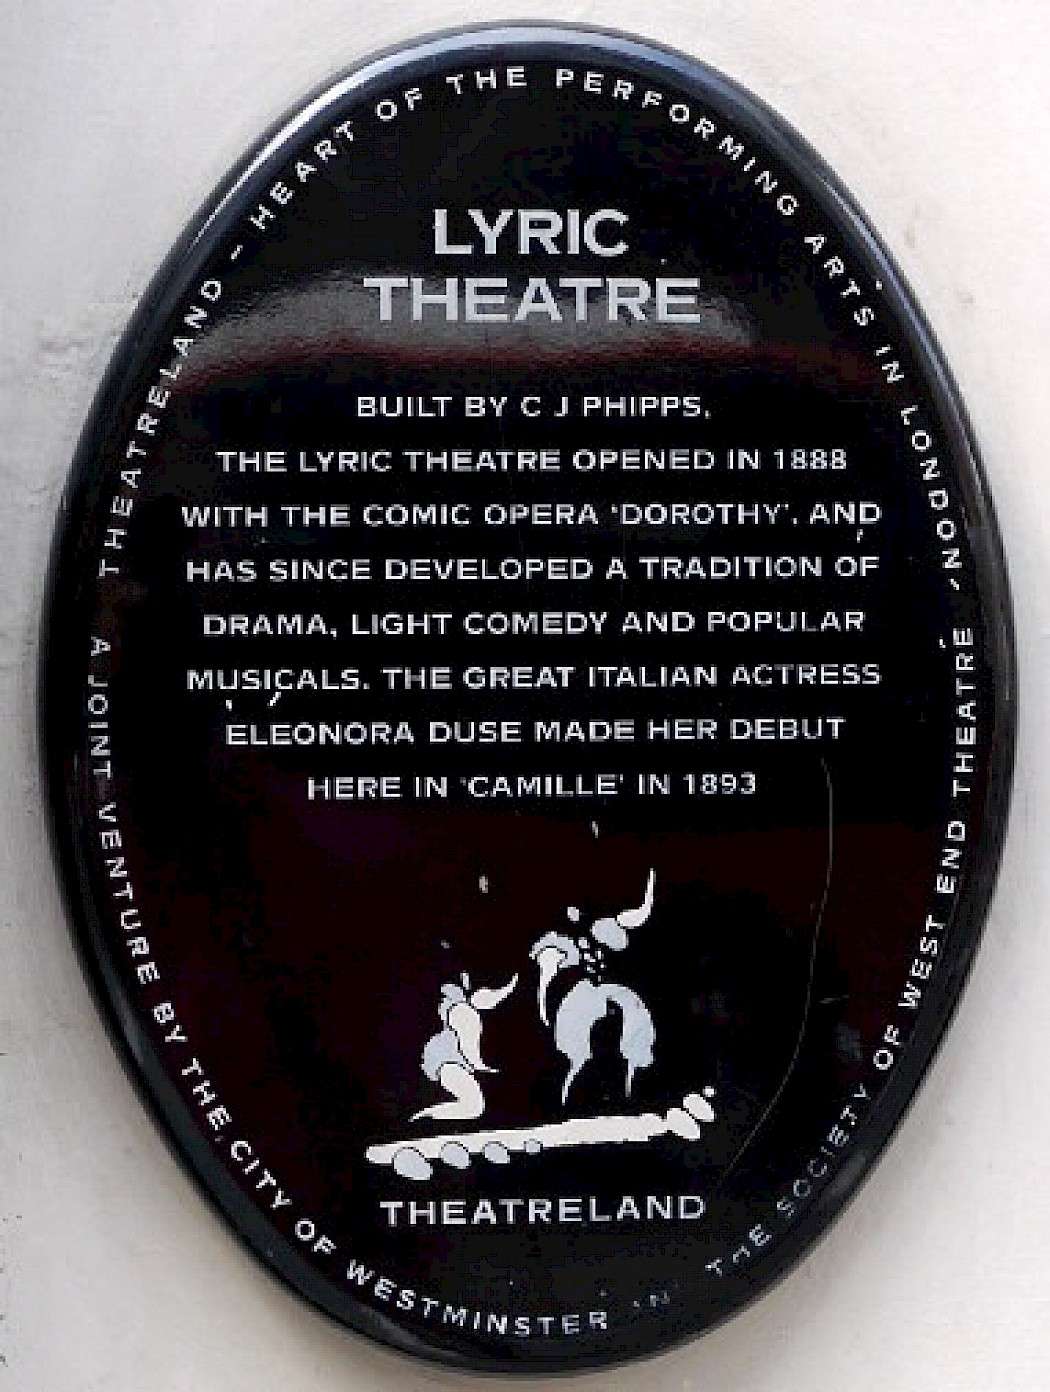 THEATRELAND - HEART OF THE PERFORMING ARTS IN LONDON
LYRIC
THEATRE
BUILT BY C J PHIPPS,
THE LYRIC THEATRE OPENED IN 1888
WITH THE COMIC OPERA 'DOROTHY', AND
HAS SINCE DEVELOPED A TRADITION OF
DRAMA, LIGHT COMEDY AND POPULAR
MUSICALS. THE GREAT ITALIAN ACTRESS
ELEONORA DUSE MADE HER DEBUT
HERE IN 'CAMILLE' IN 1893
THEATRELAND
A JOINT VENTURE BY THE CITY OF WESTMINSTER THE SOCIETY OF WEST END THEATRE